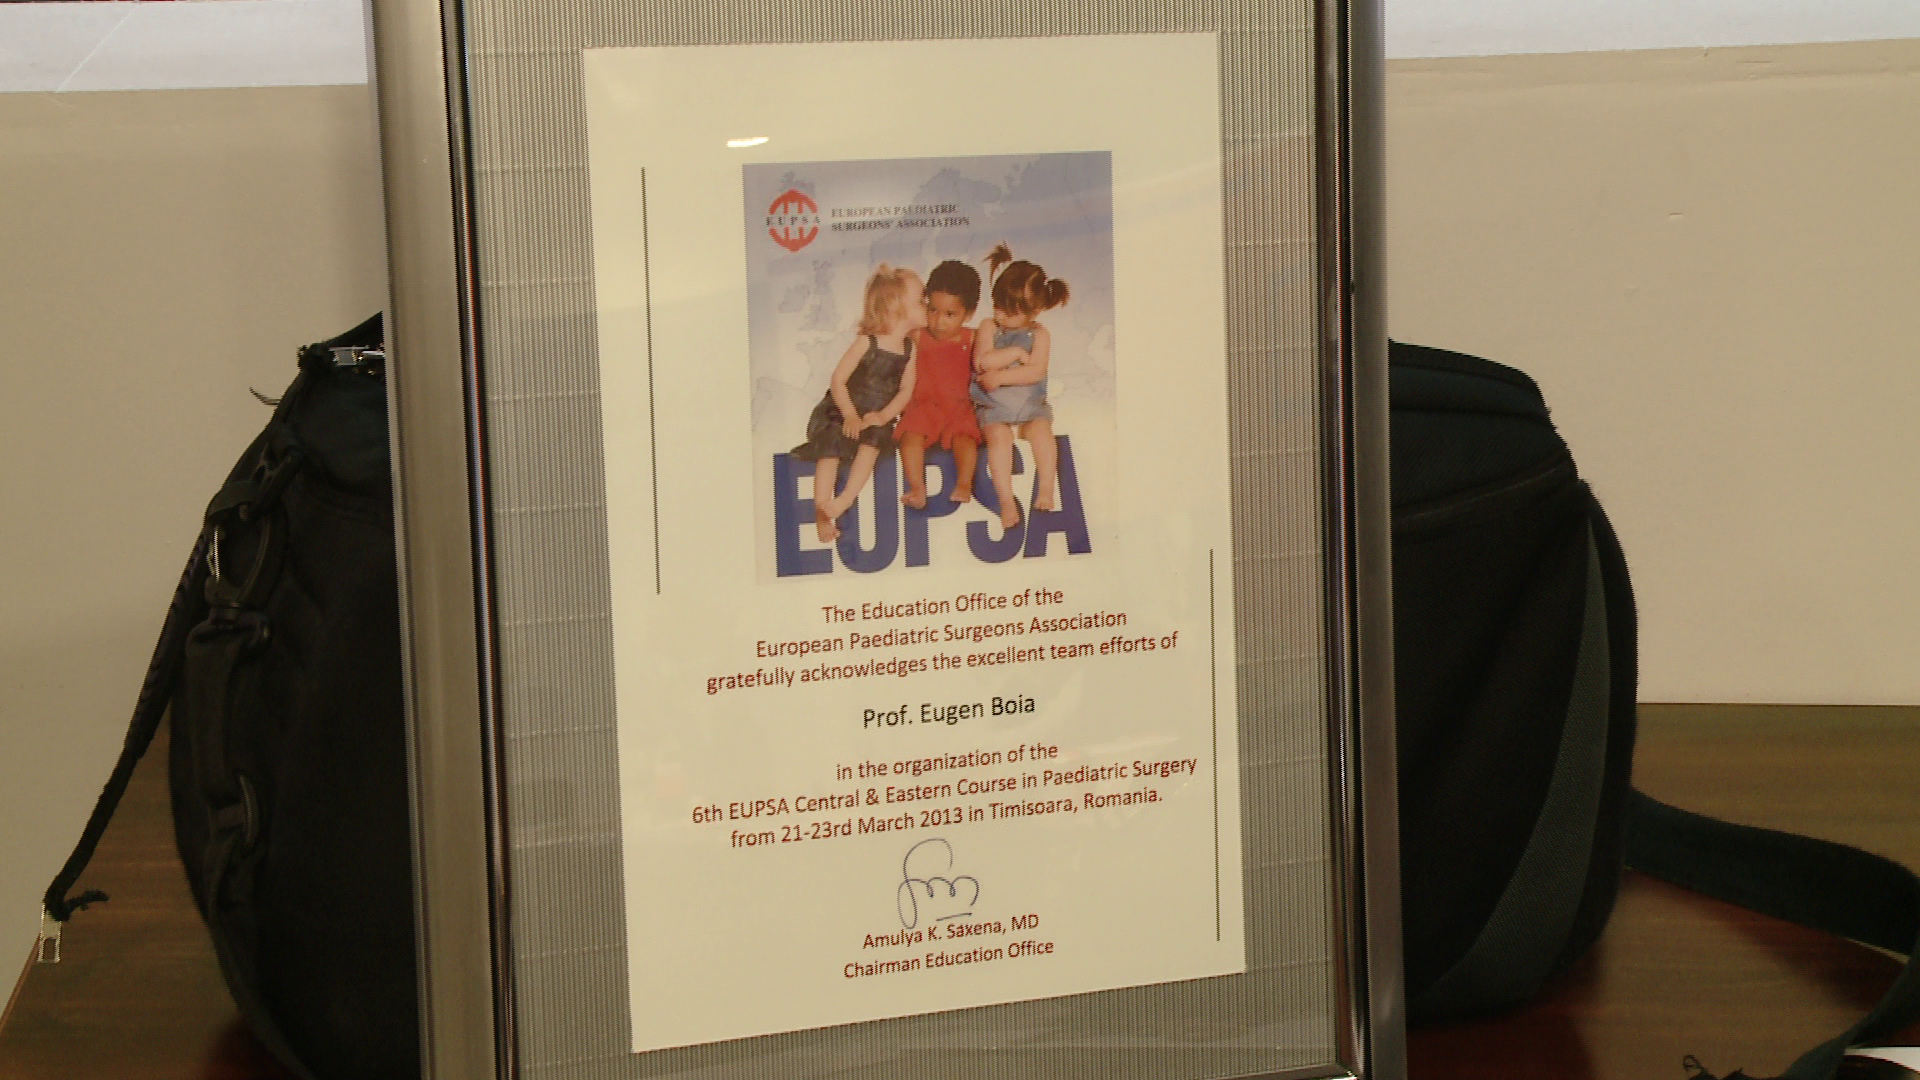 EUPSA
EUROPEAN PAEDIATRIC
SURGEONS' ASSOCIATION
EUPSA
The Education Office of the
European Paediatric Surgeons Association
gratefully acknowledges the excellent team efforts of
Prof. Eugen Boia
in the organization of the
6th EUPSA Central & Eastern Course in Paediatric Surgery
from 21-23rd March 2013 in Timisoara, Romania.
Amulya K. Saxena, MD
Chairman Education Office